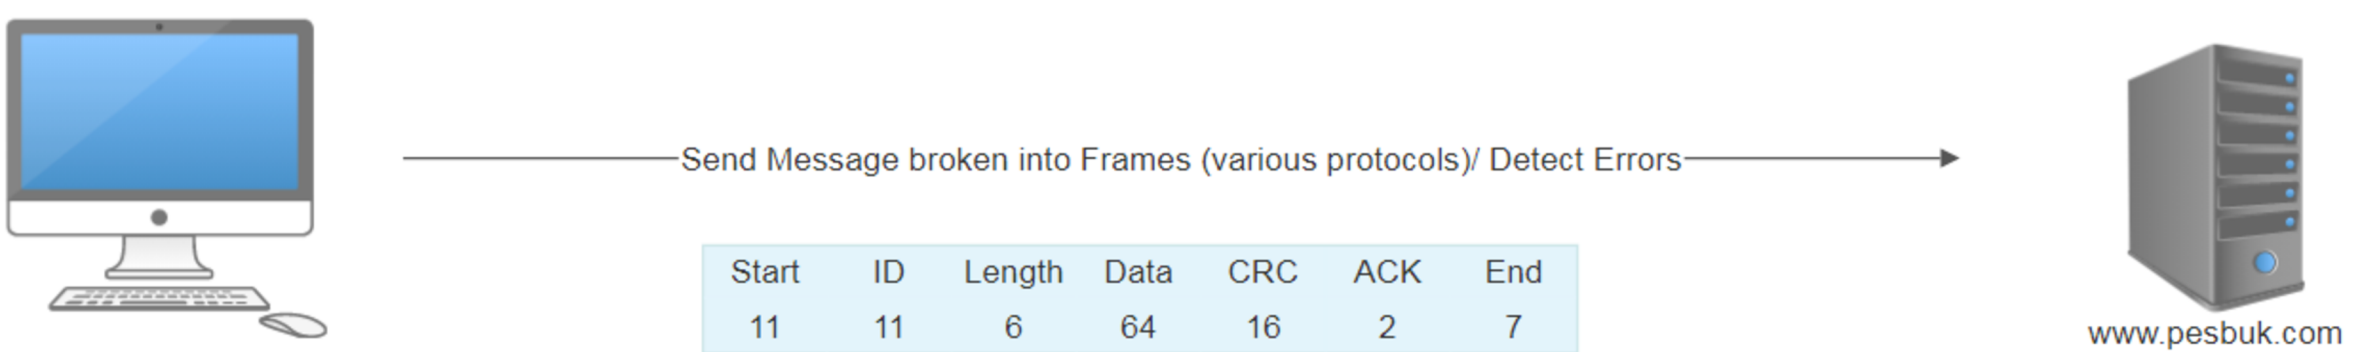 Send Message broken into Frames (various protocols)/ Detect Errors
Start ID Length Data CRC ACK End
11 11 6 64 16 2 7
www.pesbuk.com